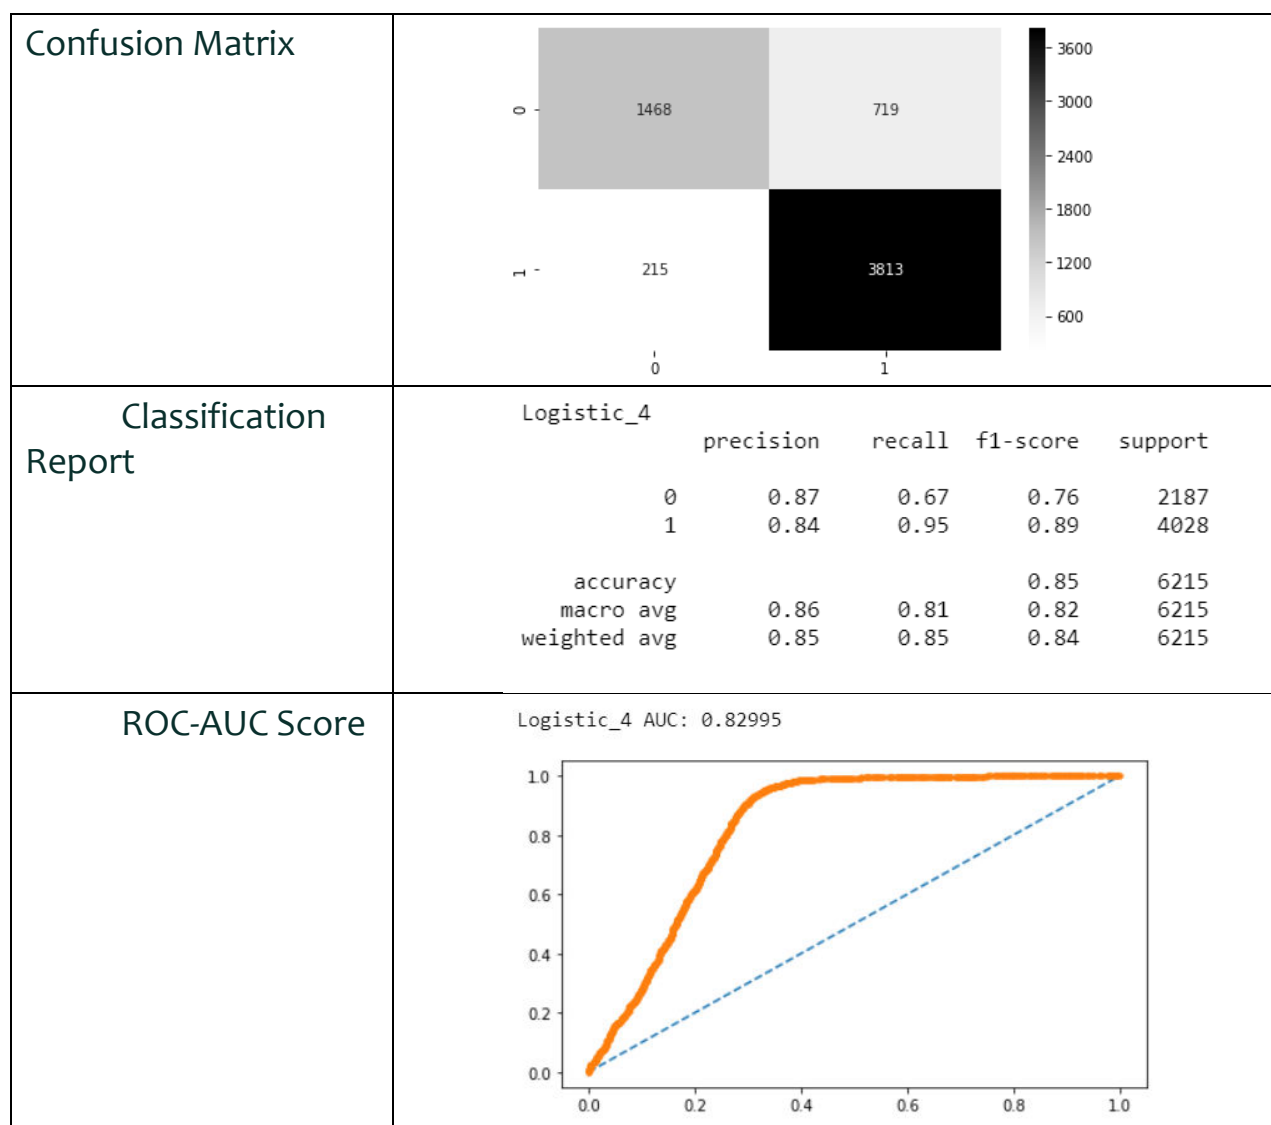 Confusion Matrix
0
1468
719
1
215
3813
0
1
3600
3000
2400
1800
1200
600
Classification
Report
Logistic_4
precision recall f1-score support
0 0.87 0.67 0.76 2187
1 0.84 0.95 0.89 4028
accuracy 0.85 6215
macro avg 0.86 0.81 0.82 6215
weighted avg 0.85 0.85 0.84 6215
ROC-AUC Score
Logistic_4 AUC: 0.82995
1.0
0.8
0.6
0.4
0.2
0.0
0.0 0.2 0.4 0.6 0.8 1.0